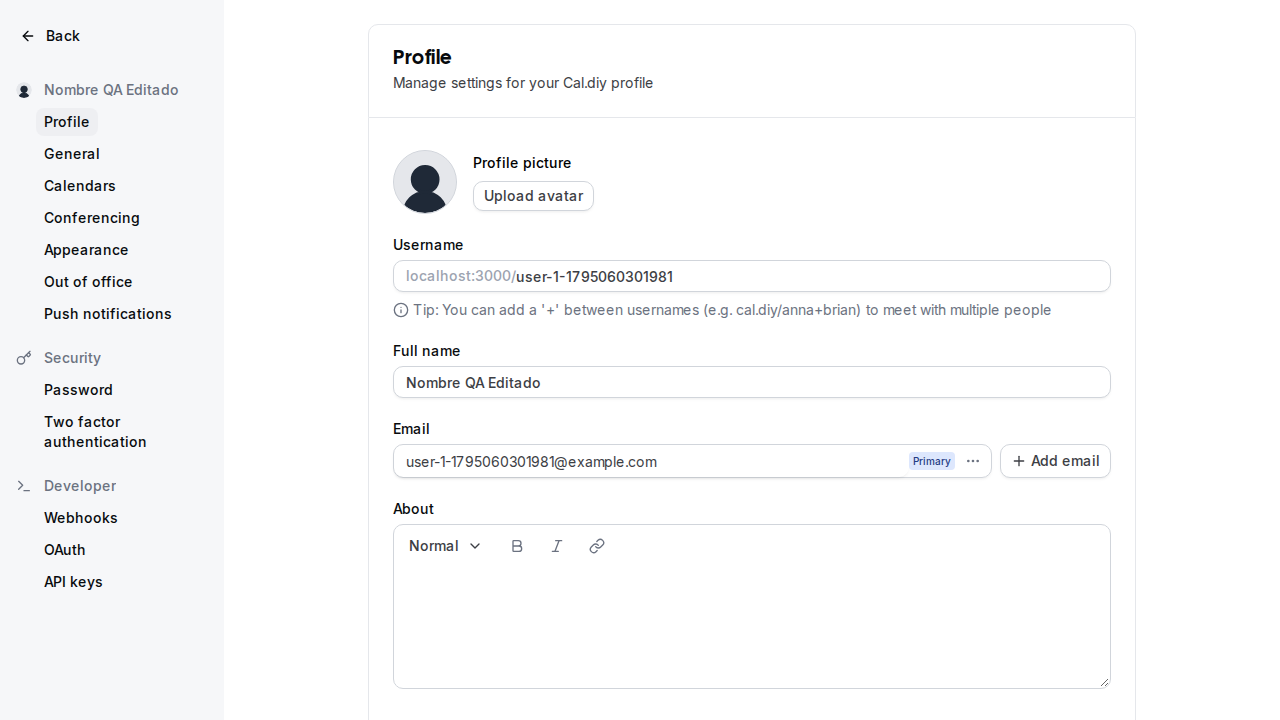 Back
Nombre QA Editado
Profile
General
Calendars
Conferencing
Appearance
Out of office
Push notifications
Security
Password
Two factor
authentication
Developer
Webhooks
OAuth
API keys
Profile
Manage settings for your Cal.diy profile
Profile picture
Upload avatar
Username
localhost:3000/user-1-1795060301981
Tip: You can add a '+' between usernames (e.g. cal.diy/anna+brian) to meet with multiple people
Full name
Nombre QA Editado
Email
user-1-1795060301981@example.com Primary Add email
About
Normal